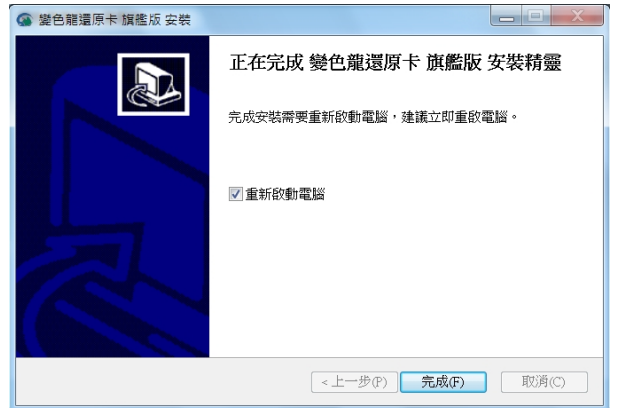 變色龍還原卡 旗艦版 安裝
正在完成 變色龍還原卡 旗艦版 安裝精靈
完成安裝需要重新啟動電腦，建議立即重啟電腦。
重新啟動電腦
<上一步(P) 完成(F) 取消(C)